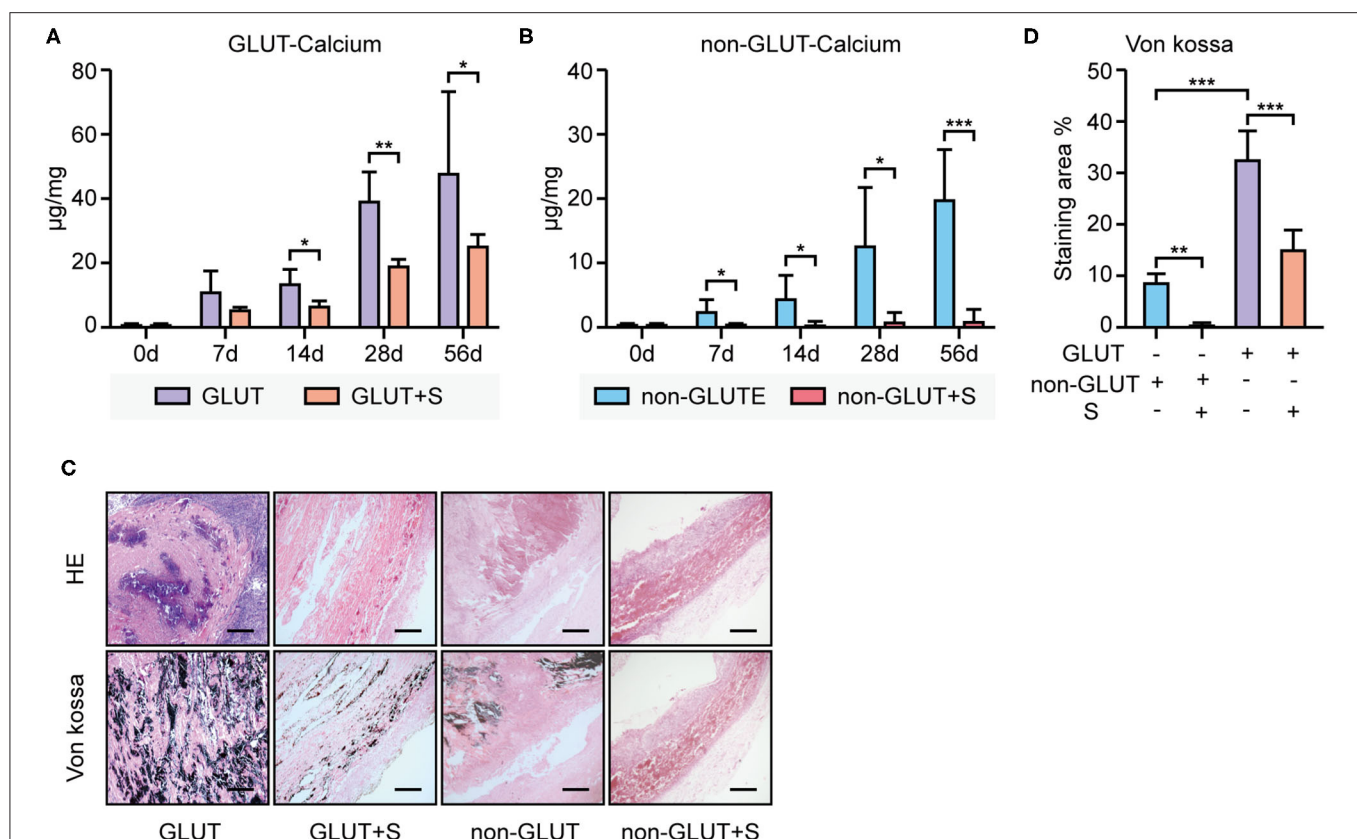 A
GLUT-Calcium
80
60
40
20
0
µg/mg
*
**
*
0d 7d 14d 28d 56d
GLUT GLUT+S
B
non-GLUT-Calcium
40
30
20
10
0
µg/mg
*
*
*
***
0d 7d 14d 28d 56d
non-GLUTE non-GLUT+S
D
Von kossa
50
40
30
20
10
0
Staining area %
***
***
**
GLUT - - + +
non-GLUT + + - -
S - + - +
C
HE
Von kossa
GLUT GLUT+S non-GLUT non-GLUT+S